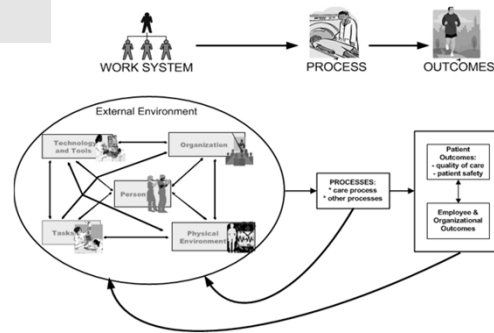 WORK SYSTEM
PROCESS
OUTCOMES
External Environment
Technology
and Tools
Organization
Person
Tasks
Physical
Environment
PROCESSES:
* care process
* other processes
Patient
Outcomes:
- quality of care
- patient safety
Employee &
Organizational
Outcomes